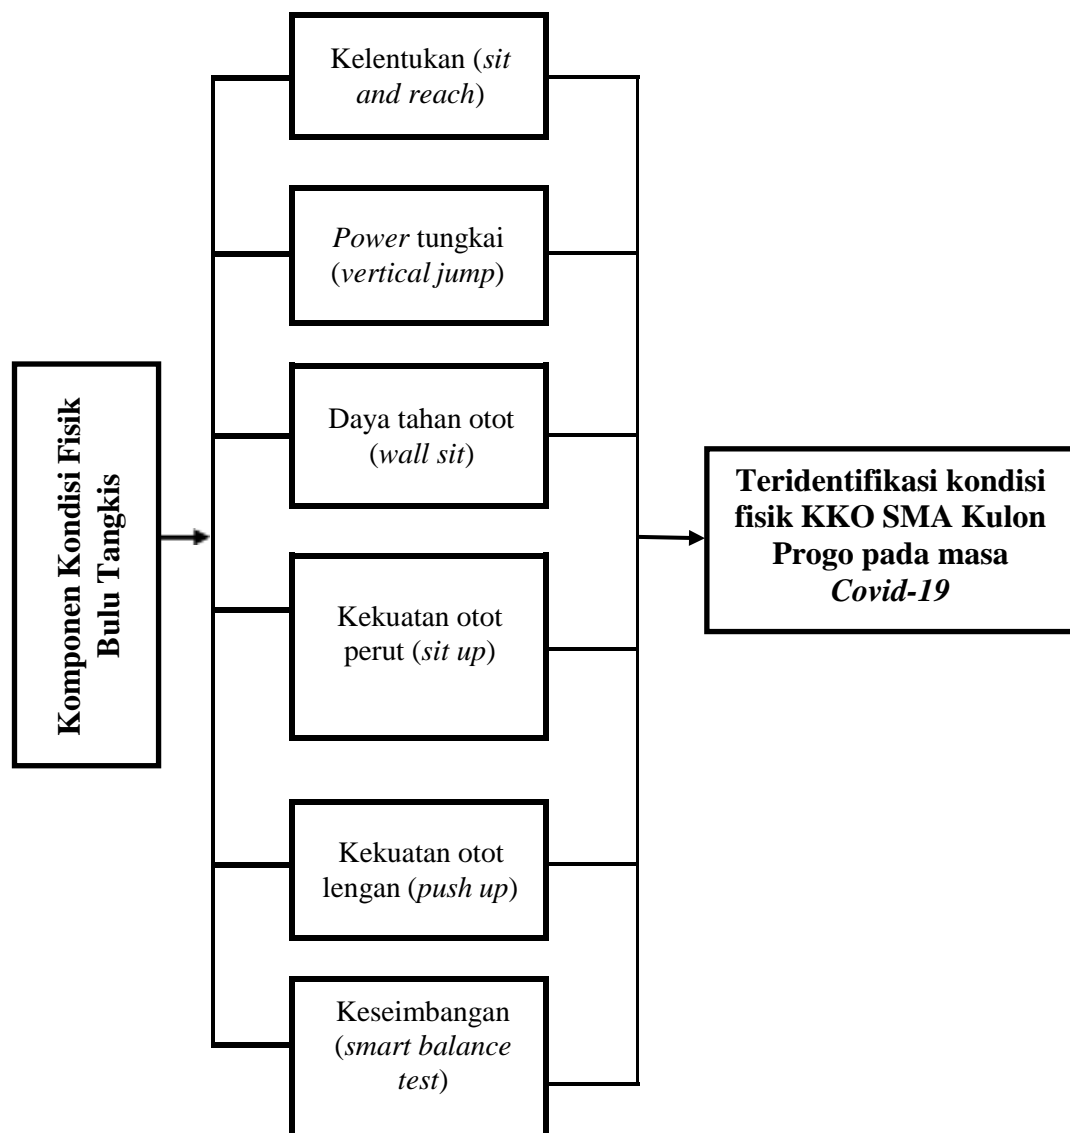 Komponen Kondisi Fisik
Bulu Tangkis
Kelentukan (sit
and reach)
Power tungkai
(vertical jump)
Daya tahan otot
(wall sit)
Kekuatan otot
perut (sit up)
Kekuatan otot
lengan (push up)
Keseimbangan
(smart balance
test)
Teridentifikasi kondisi
fisik KKO SMA Kulon
Progo pada masa
Covid-19